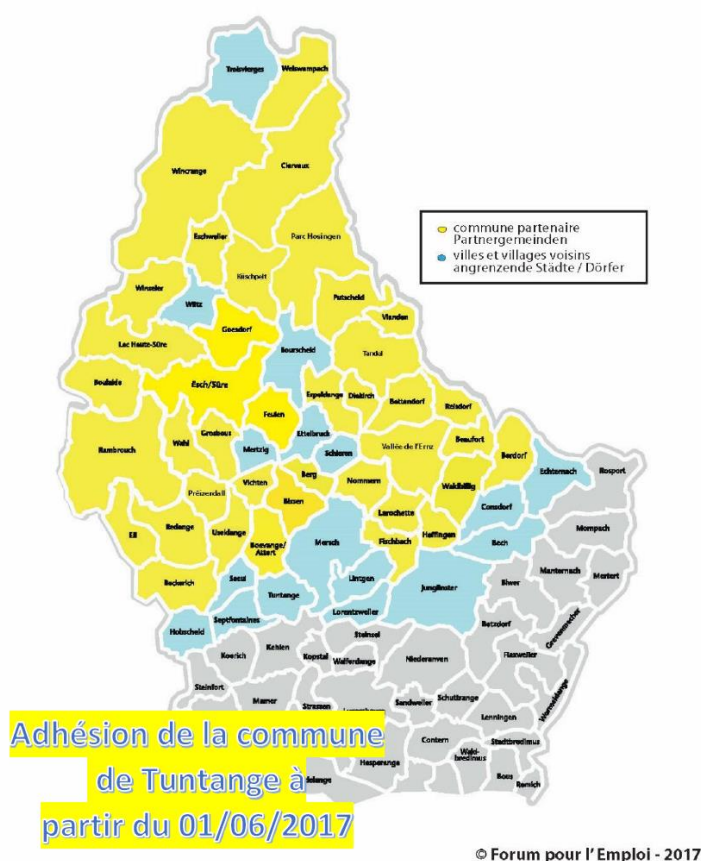 Troisvierges
Weiswampach
Clervaux
Wincrange
commune partenaire
Partnergemeinden
villes et villages voisins
angrenzende Städte / Dörfer
Eschweiler
Parc Hosingen
Kiischpelt
Winseler
Wiltz
Putscheid
Vianden
Goesdorf
Lac Haute-Sûre
Bourscheid
Tandel
Boulaide
Esch/Sûre
Erpeldange
Diekirch
Bettendorf
Reisdorf
Feulen
Grosbous
Wahl
Rambrouch
Mertzig
Ettelbruck
Schieren
Vallée de l'Ernz
Beaufort
Berdorf
Echternach
Rosport
Préizerdaul
Vichten
Berg
Bissen
Nommern
Waldbillig
Consdorf
Larochette
Mompach
Ell
Redange
Useldange
Boevange/
Attert
Mersch
Fischbach
Heffingen
Bech
Manternach
Mertert
Beckerich
Saeul
Lintgen
Tuntange
Junglinster
Biwer
Septfontaines
Lorentzweiler
Hobscheid
Betzdorf
Grevenmacher
Steinsel
Kehlen
Koerich
Kopstal
Walferdange
Niederanven
Flaxweiler
Wormeldange
Steinfort
Mamer
Strassen
Sandweiler
Schuttrange
Lenningen
Contern
Stadtbredimus
Wald-
bredimus
Hesperange
Bous
Remich
Adhésion de la commune
de Tuntange à
partir du 01/06/2017
© Forum pour l'Emploi - 2017